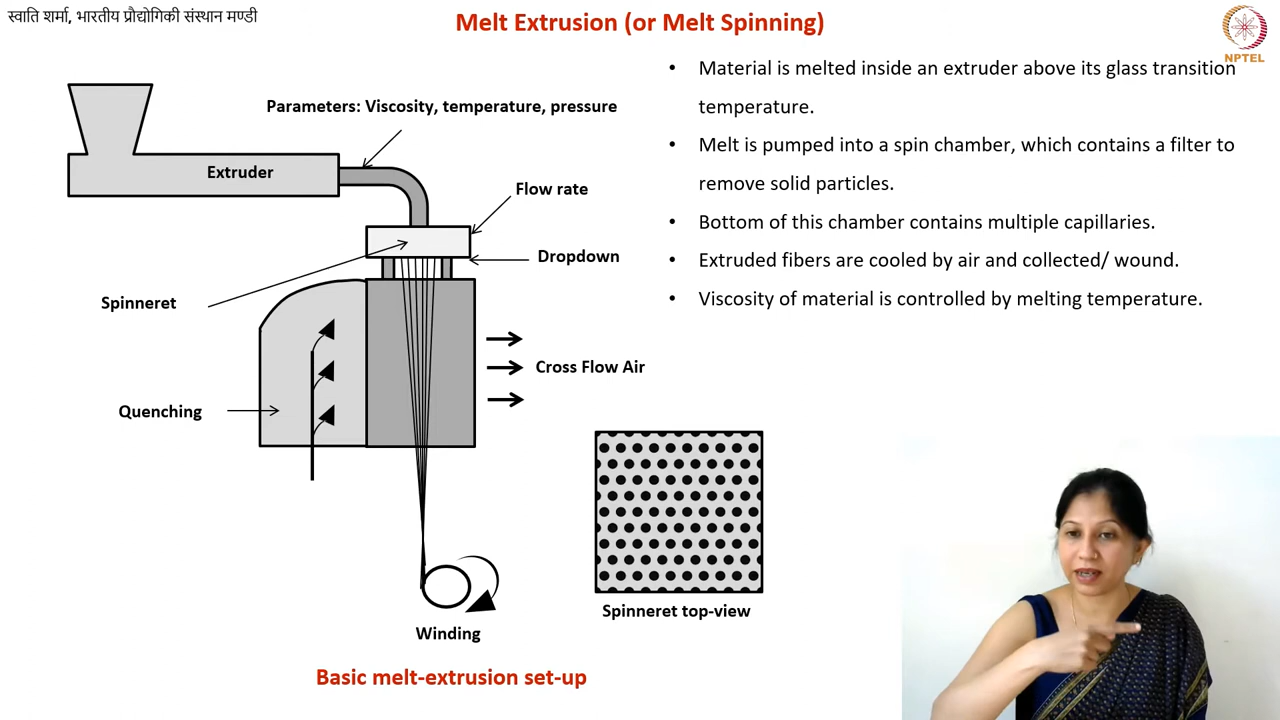 स्वाति शर्मा, भारतीय प्रौद्योगिकी संस्थान मण्डी
Melt Extrusion (or Melt Spinning)
NPTEL
Parameters: Viscosity, temperature, pressure
Extruder
Flow rate
Dropdown
Spinneret
Cross Flow Air
Quenching
Winding
Spinneret top-view
Basic melt-extrusion set-up
• Material is melted inside an extruder above its glass transition
temperature.
• Melt is pumped into a spin chamber, which contains a filter to
remove solid particles.
• Bottom of this chamber contains multiple capillaries.
• Extruded fibers are cooled by air and collected/ wound.
• Viscosity of material is controlled by melting temperature.